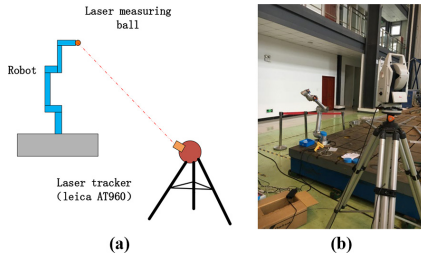 Laser measuring
ball
Robot
Laser tracker
(leica AT960)
(a)
(b)